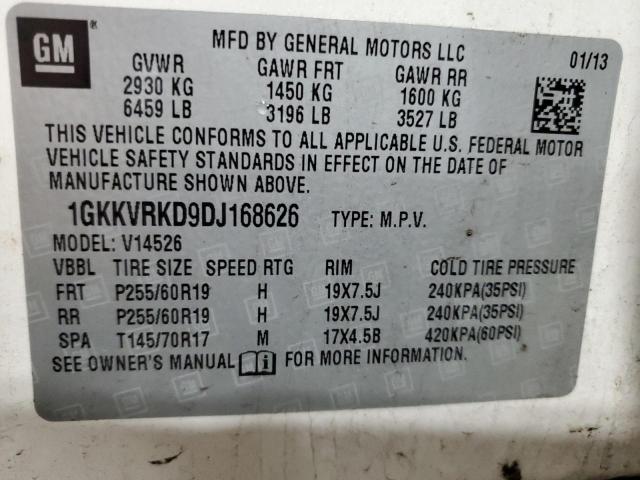 GM
MFD BY GENERAL MOTORS LLC
01/13
GVWR GAWR FRT GAWR RR
2930 KG 1450 KG 1600 KG
6459 LB 3196 LB 3527 LB
THIS VEHICLE CONFORMS TO ALL APPLICABLE U.S. FEDERAL MOTOR
VEHICLE SAFETY STANDARDS IN EFFECT ON THE DATE OF
MANUFACTURE SHOWN ABOVE.
1GKKVRKD9DJ168626 TYPE: M.P.V.
MODEL: V14526
VBBL TIRE SIZE SPEED RTG RIM COLD TIRE PRESSURE
FRT P255/60R19 H 19X7.5J 240KPA(35PSI)
RR P255/60R19 H 19X7.5J 240KPA(35PSI)
SPA T145/70R17 M 17X4.5B 420KPA(60PSI)
SEE OWNER'S MANUAL FOR MORE INFORMATION.